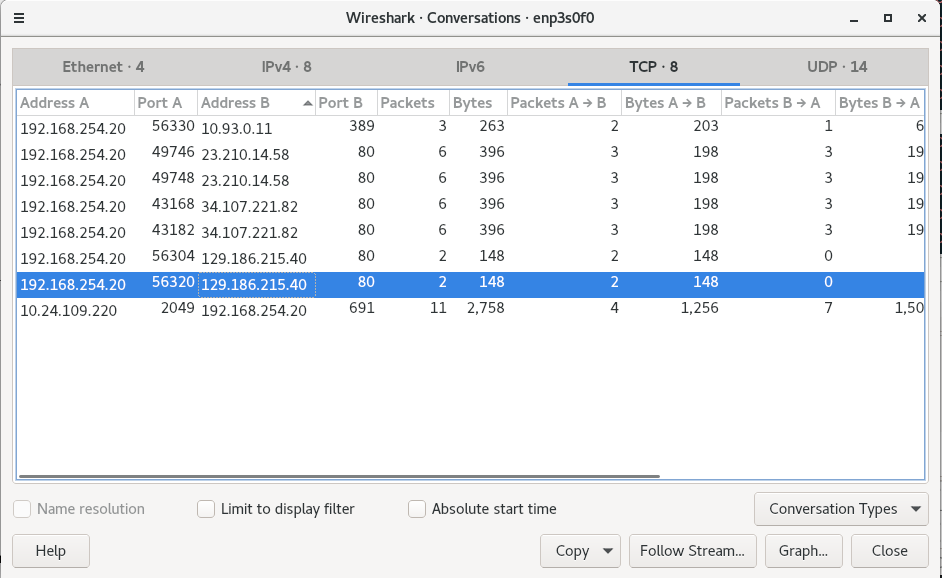 Wireshark · Conversations · enp3s0f0
Ethernet · 4 IPv4 · 8 IPv6 TCP · 8 UDP · 14
Address A Port A Address B Port B Packets Bytes Packets A → B Bytes A → B Packets B → A Bytes B → A
192.168.254.20 56330 10.93.0.11 389 3 263 2 203 1 6
192.168.254.20 49746 23.210.14.58 80 6 396 3 198 3 19
192.168.254.20 49748 23.210.14.58 80 6 396 3 198 3 19
192.168.254.20 43168 34.107.221.82 80 6 396 3 198 3 19
192.168.254.20 43182 34.107.221.82 80 6 396 3 198 3 19
192.168.254.20 56304 129.186.215.40 80 2 148 2 148 0
192.168.254.20 56320 129.186.215.40 80 2 148 2 148 0
10.24.109.220 2049 192.168.254.20 691 11 2,758 4 1,256 7 1,50
Name resolution Limit to display filter Absolute start time Conversation Types
Help Copy Follow Stream... Graph... Close